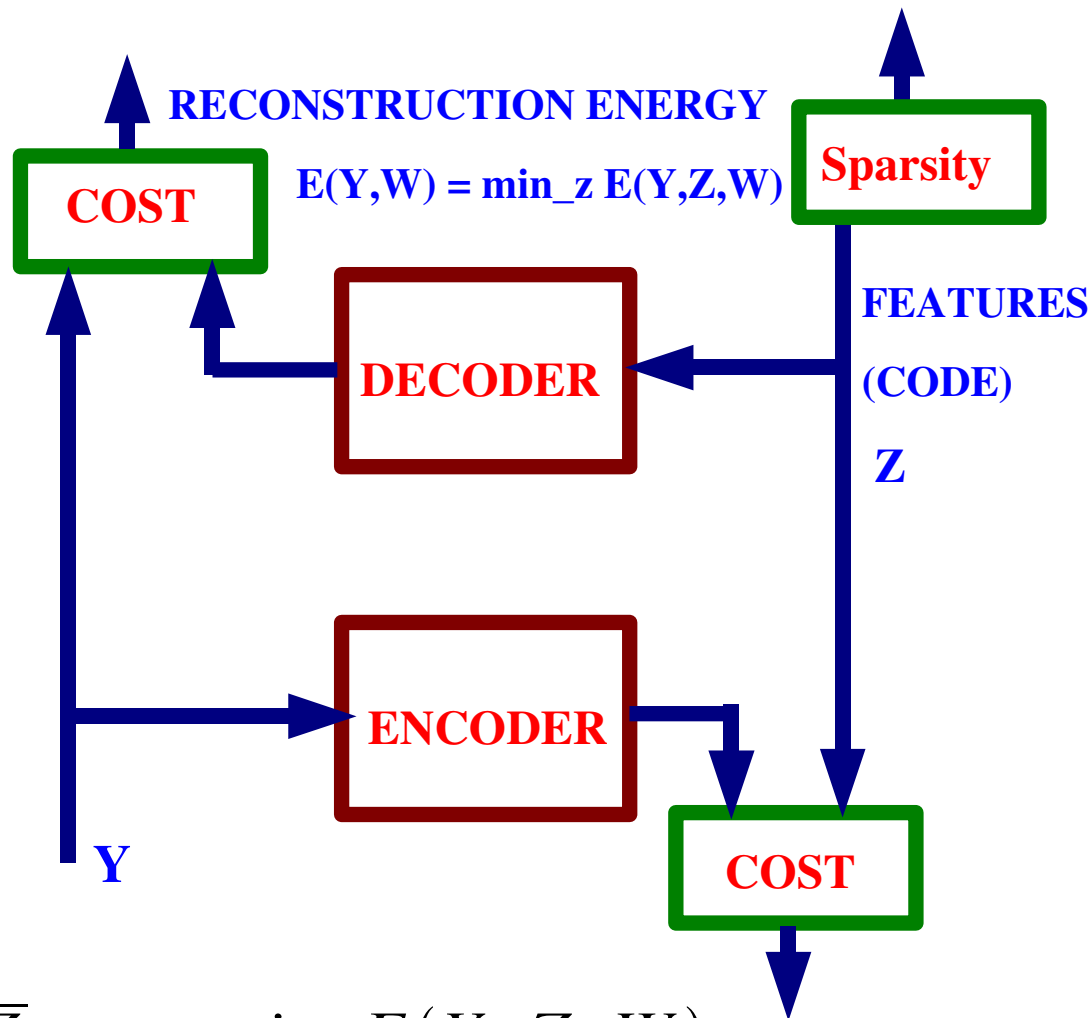 RECONSTRUCTION ENERGY
COST
E(Y,W) = min_z E(Y,Z,W)
Sparsity
FEATURES
(CODE)
Z
DECODER
ENCODER
Y
COST